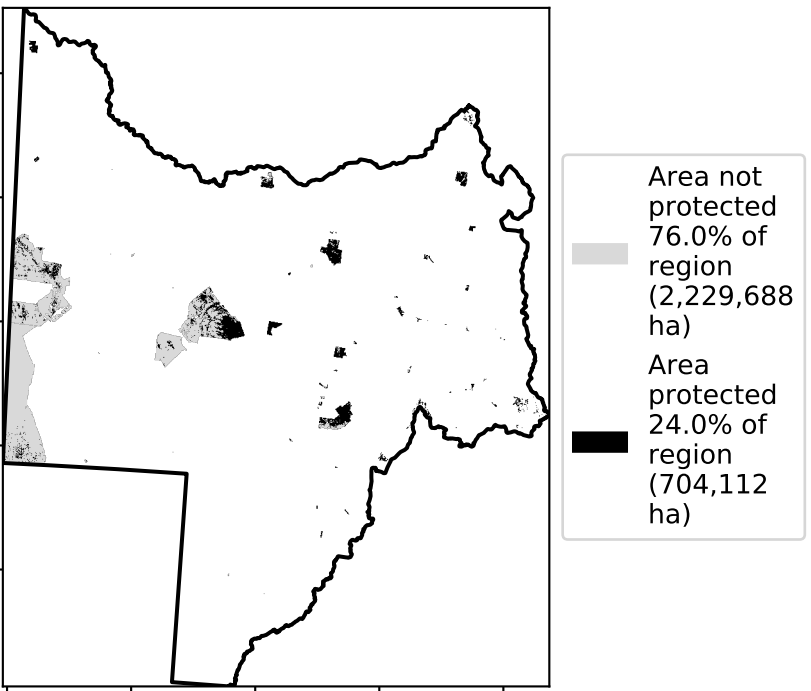 Area not
protected
76.0% of
region
(2,229,688
ha)
Area
protected
24.0% of
region
(704,112
ha)